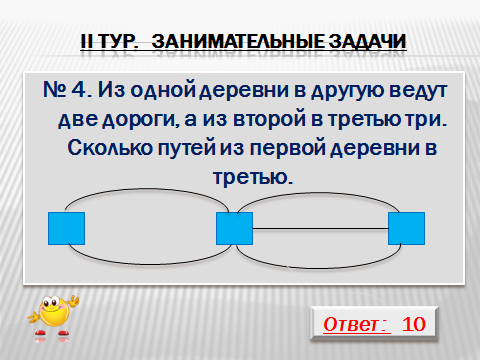 II ТУР. ЗАНИМАТЕЛЬНЫЕ ЗАДАЧИ
№ 4. Из одной деревни в другую ведут
две дороги, а из второй в третью три.
Сколько путей из первой деревни в
третью.
Ответ: 10